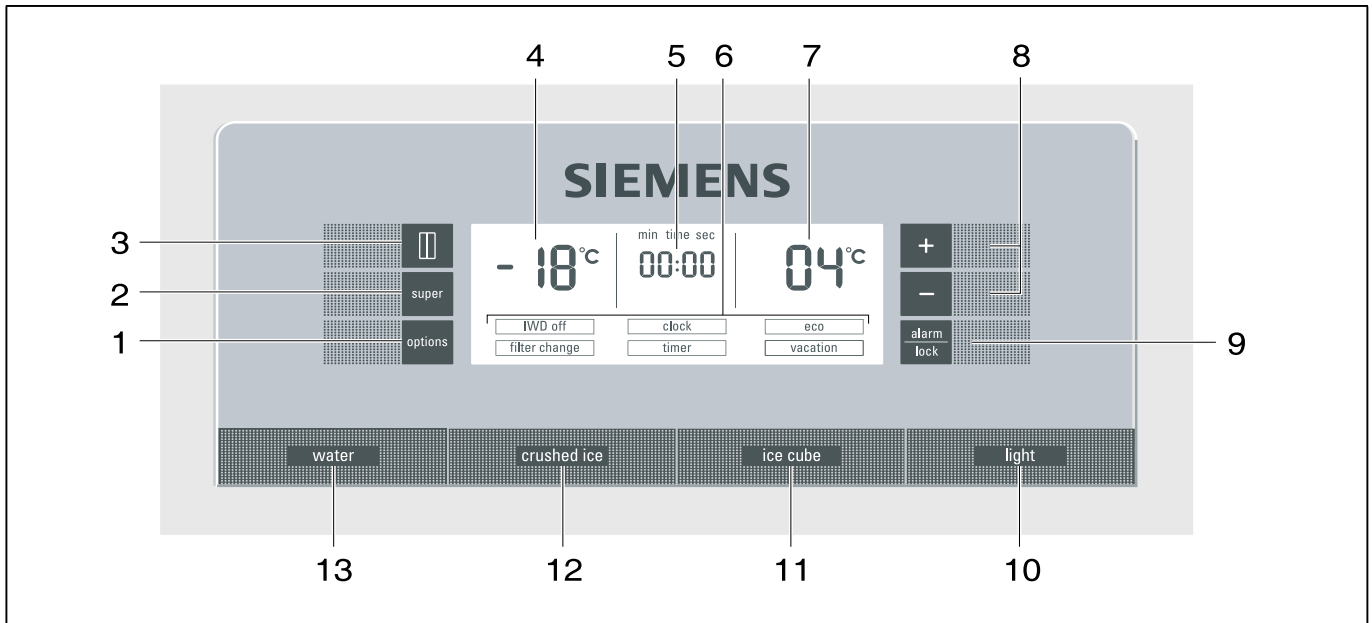 4 5 6 7 8
SIEMENS
min time sec
3 - 18°C 00:00 04°C +
2 super −
IWD off clock eco
1 options filter change timer vacation alarm
lock 9
water crushed ice ice cube light
13 12 11 10